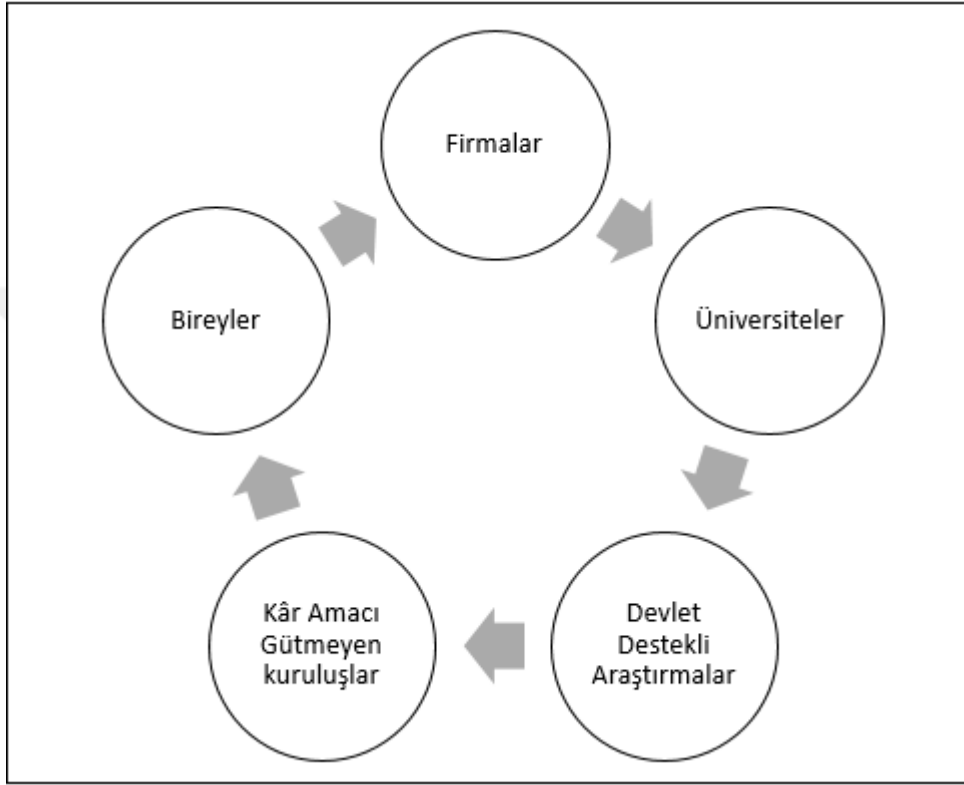 Firmalar
Üniversiteler
Devlet
Destekli
Araştırmalar
Kâr Amacı
Gütmeyen
kuruluşlar
Bireyler